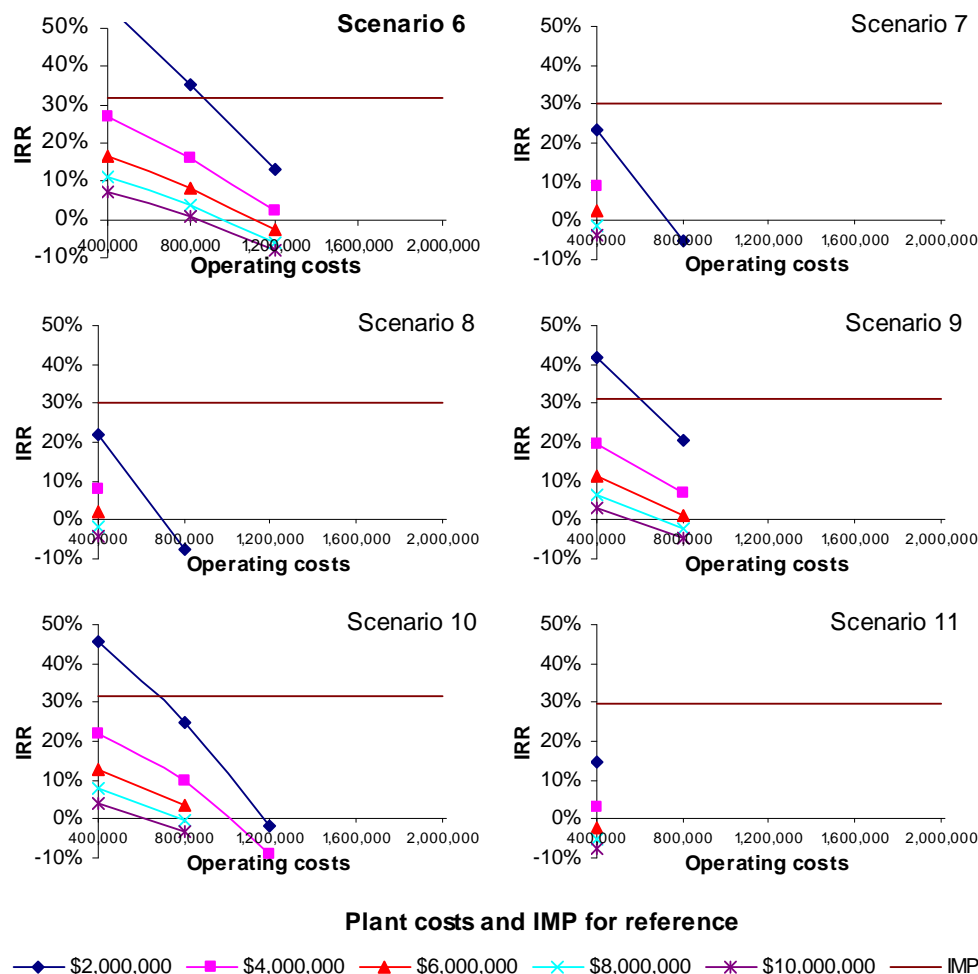 Scenario 6
50%
40%
30%
20%
10%
0%
-10%
IRR
400,000 800,000 1,200,000 1,600,000 2,000,000
Operating costs
Scenario 7
50%
40%
30%
20%
10%
0%
-10%
IRR
400,000 800,000 1,200,000 1,600,000 2,000,000
Operating costs
Scenario 8
50%
40%
30%
20%
10%
0%
-10%
IRR
400,000 800,000 1,200,000 1,600,000 2,000,000
Operating costs
Scenario 9
50%
40%
30%
20%
10%
0%
-10%
IRR
400,000 800,000 1,200,000 1,600,000 2,000,000
Operating costs
Scenario 10
50%
40%
30%
20%
10%
0%
-10%
IRR
400,000 800,000 1,200,000 1,600,000 2,000,000
Operating costs
Scenario 11
50%
40%
30%
20%
10%
0%
-10%
IRR
400,000 800,000 1,200,000 1,600,000 2,000,000
Operating costs
Plant costs and IMP for reference
$2,000,000 $4,000,000 $6,000,000 $8,000,000 $10,000,000 IMP